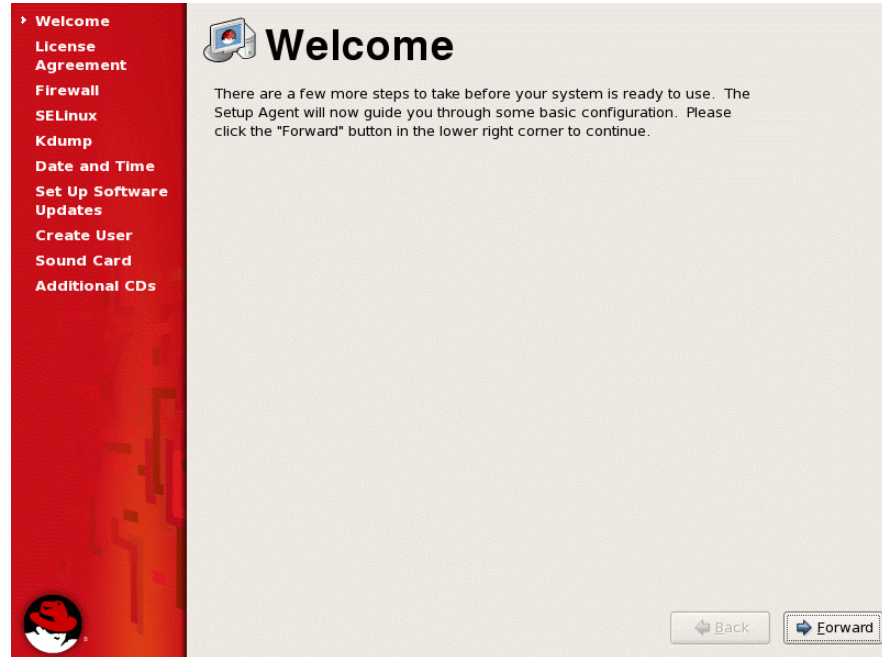 Welcome
License
Agreement
Firewall
SELinux
Kdump
Date and Time
Set Up Software
Updates
Create User
Sound Card
Additional CDs
Welcome
There are a few more steps to take before your system is ready to use. The
Setup Agent will now guide you through some basic configuration. Please
click the "Forward" button in the lower right corner to continue.
Back
Forward